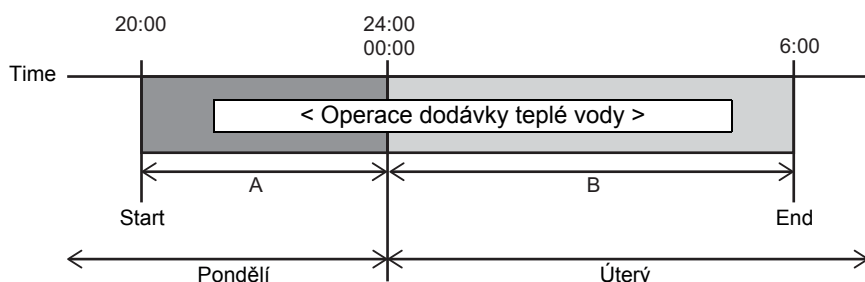 20:00
24:00
00:00
6:00
Time
< Operace dodávky teplé vody >
A
B
Start
End
Pondělí
Úterý